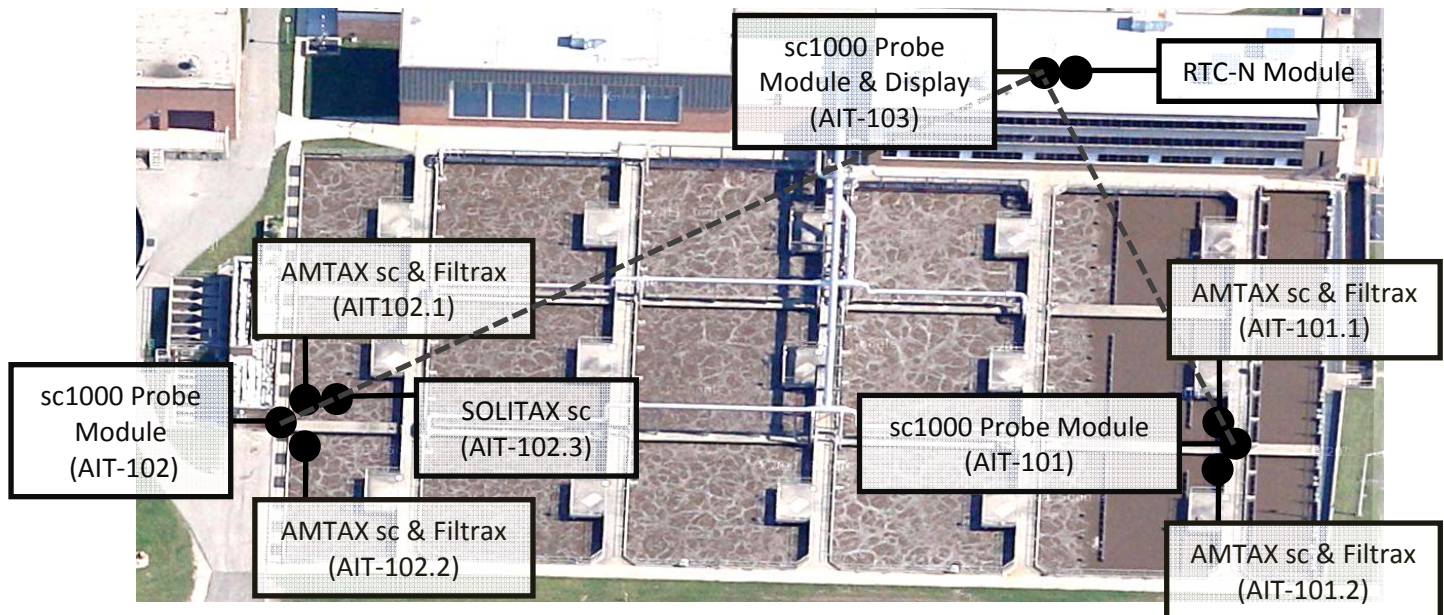 sc1000 Probe
Module & Display
(AIT-103)
RTC-N Module
AMTAX sc & Filtrax
(AIT102.1)
AMTAX sc & Filtrax
(AIT-101.1)
sc1000 Probe
Module
(AIT-102)
SOLITAX sc
(AIT-102.3)
sc1000 Probe Module
(AIT-101)
AMTAX sc & Filtrax
(AIT-102.2)
AMTAX sc & Filtrax
(AIT-101.2)